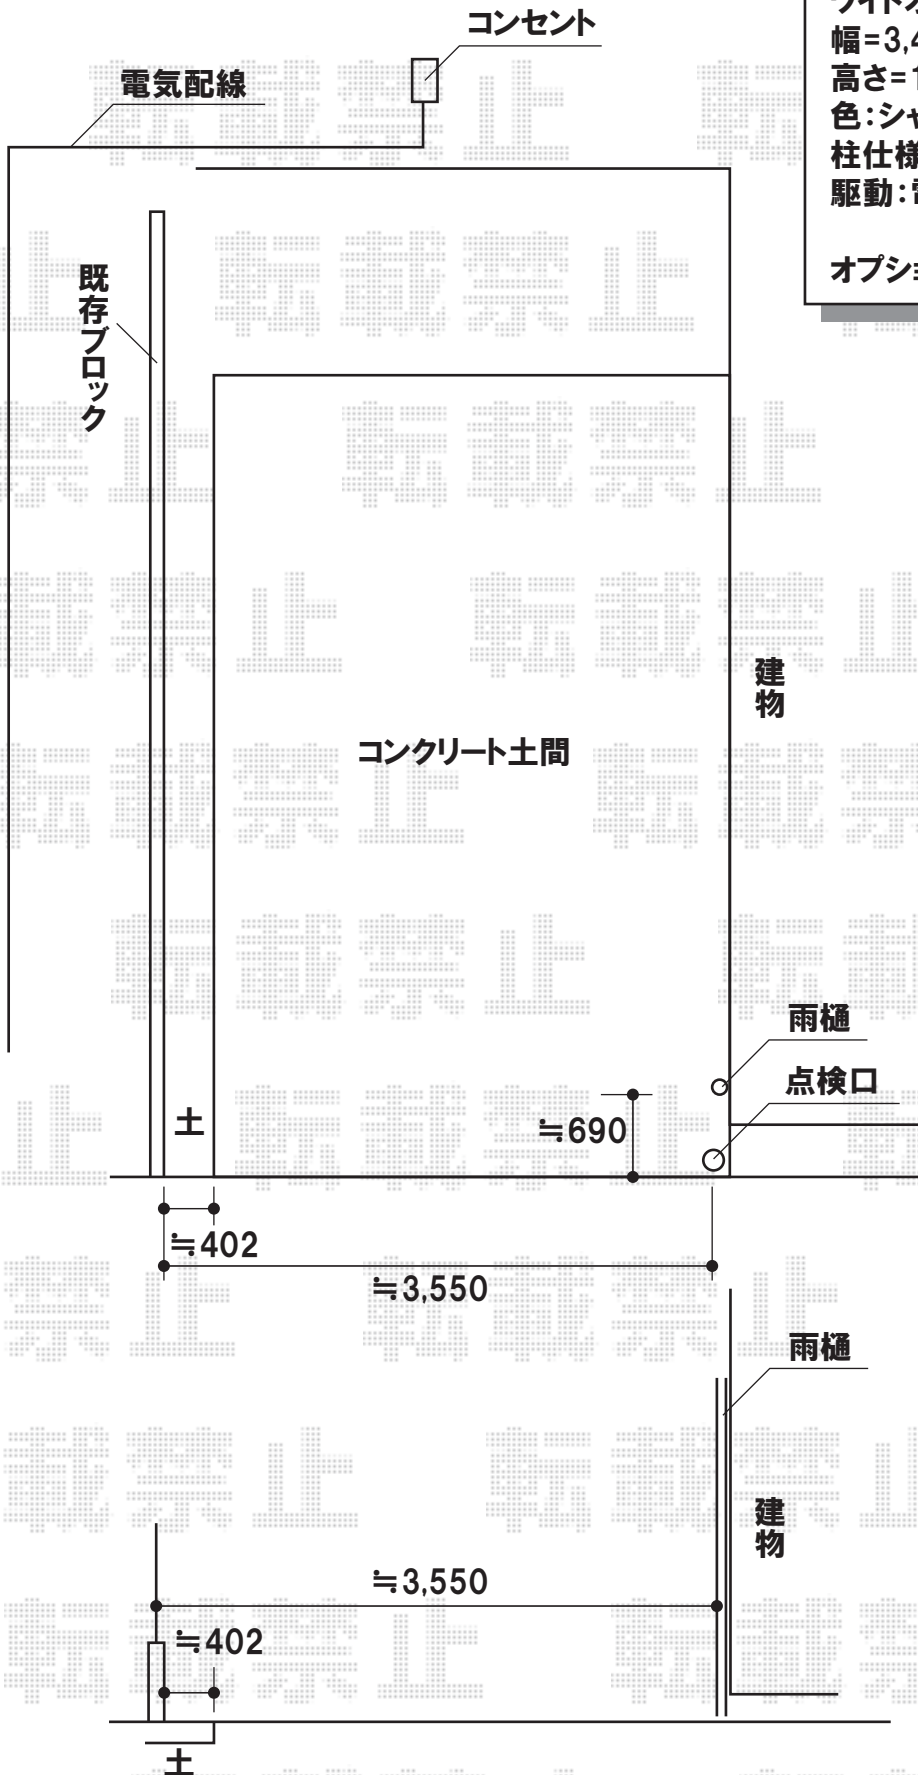 コンセント
電気配線
幅=3,4
高さ=1
色:シャ
柱仕様
駆動:電
オプショ
既存ブロック
建物
コンクリート土間
雨樋
点検口
土
≒690
≒402
≒3,550
雨樋
建物
≒3,550
≒402
土
転載禁止